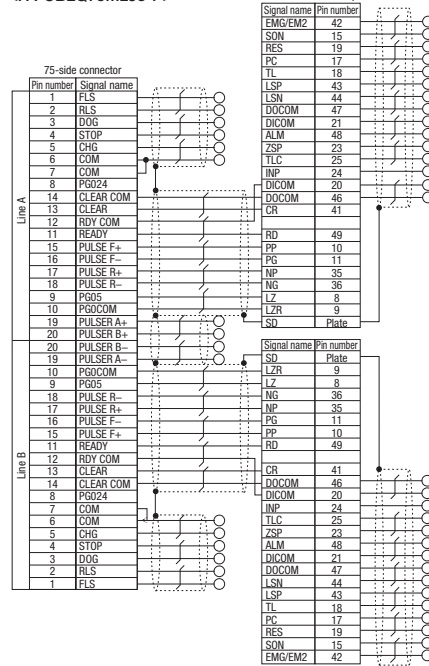 Signal name Pin number
EMG/EM2 42
SON 15
RES 19
PC 17
TL 18
LSP 43
LSN 44
DOCOM 47
DICOM 21
ALM 48
ZSP 23
TLC 25
INP 24
DICOM 20
DOCOM 46
CR 41
RD 49
PP 10
PG 11
NP 35
NG 36
LZ 8
LZR 9
SD Plate
75-side connector
Pin number Signal name
Line A
1 FLS
2 RLS
3 DOG
4 STOP
5 CHG
6 COM
7 COM
8 PG024
14 CLEAR COM
13 CLEAR
12 RDY COM
11 READY
15 PULSE F+
16 PULSE F−
17 PULSE R+
18 PULSE R−
9 PG05
10 PG0COM
19 PULSER A+
20 PULSER B+
Line B
20 PULSER B−
19 PULSER A−
10 PG0COM
9 PG05
18 PULSE R−
17 PULSE R+
16 PULSE F−
15 PULSE F+
11 READY
12 RDY COM
13 CLEAR
14 CLEAR COM
8 PG024
7 COM
6 COM
5 CHG
4 STOP
3 DOG
2 RLS
1 FLS
Signal name Pin number
SD Plate
LZR 9
LZ 8
NG 36
NP 35
PG 11
PP 10
RD 49
CR 41
DOCOM 46
DICOM 20
INP 24
TLC 25
ZSP 23
ALM 48
DICOM 21
DOCOM 47
LSN 44
LSP 43
TL 18
PC 17
RES 19
SON 15
EMG/EM2 42